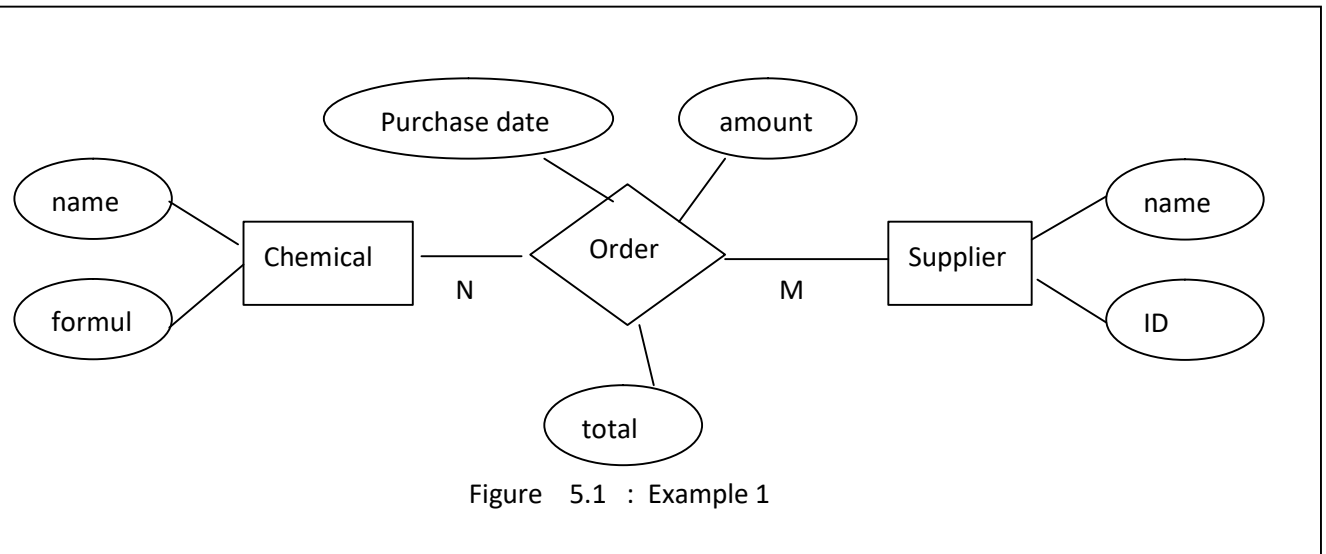 Purchase date
amount
name
name
Chemical
Order
Supplier
N
M
formul
ID
total
Figure 5.1 : Example 1